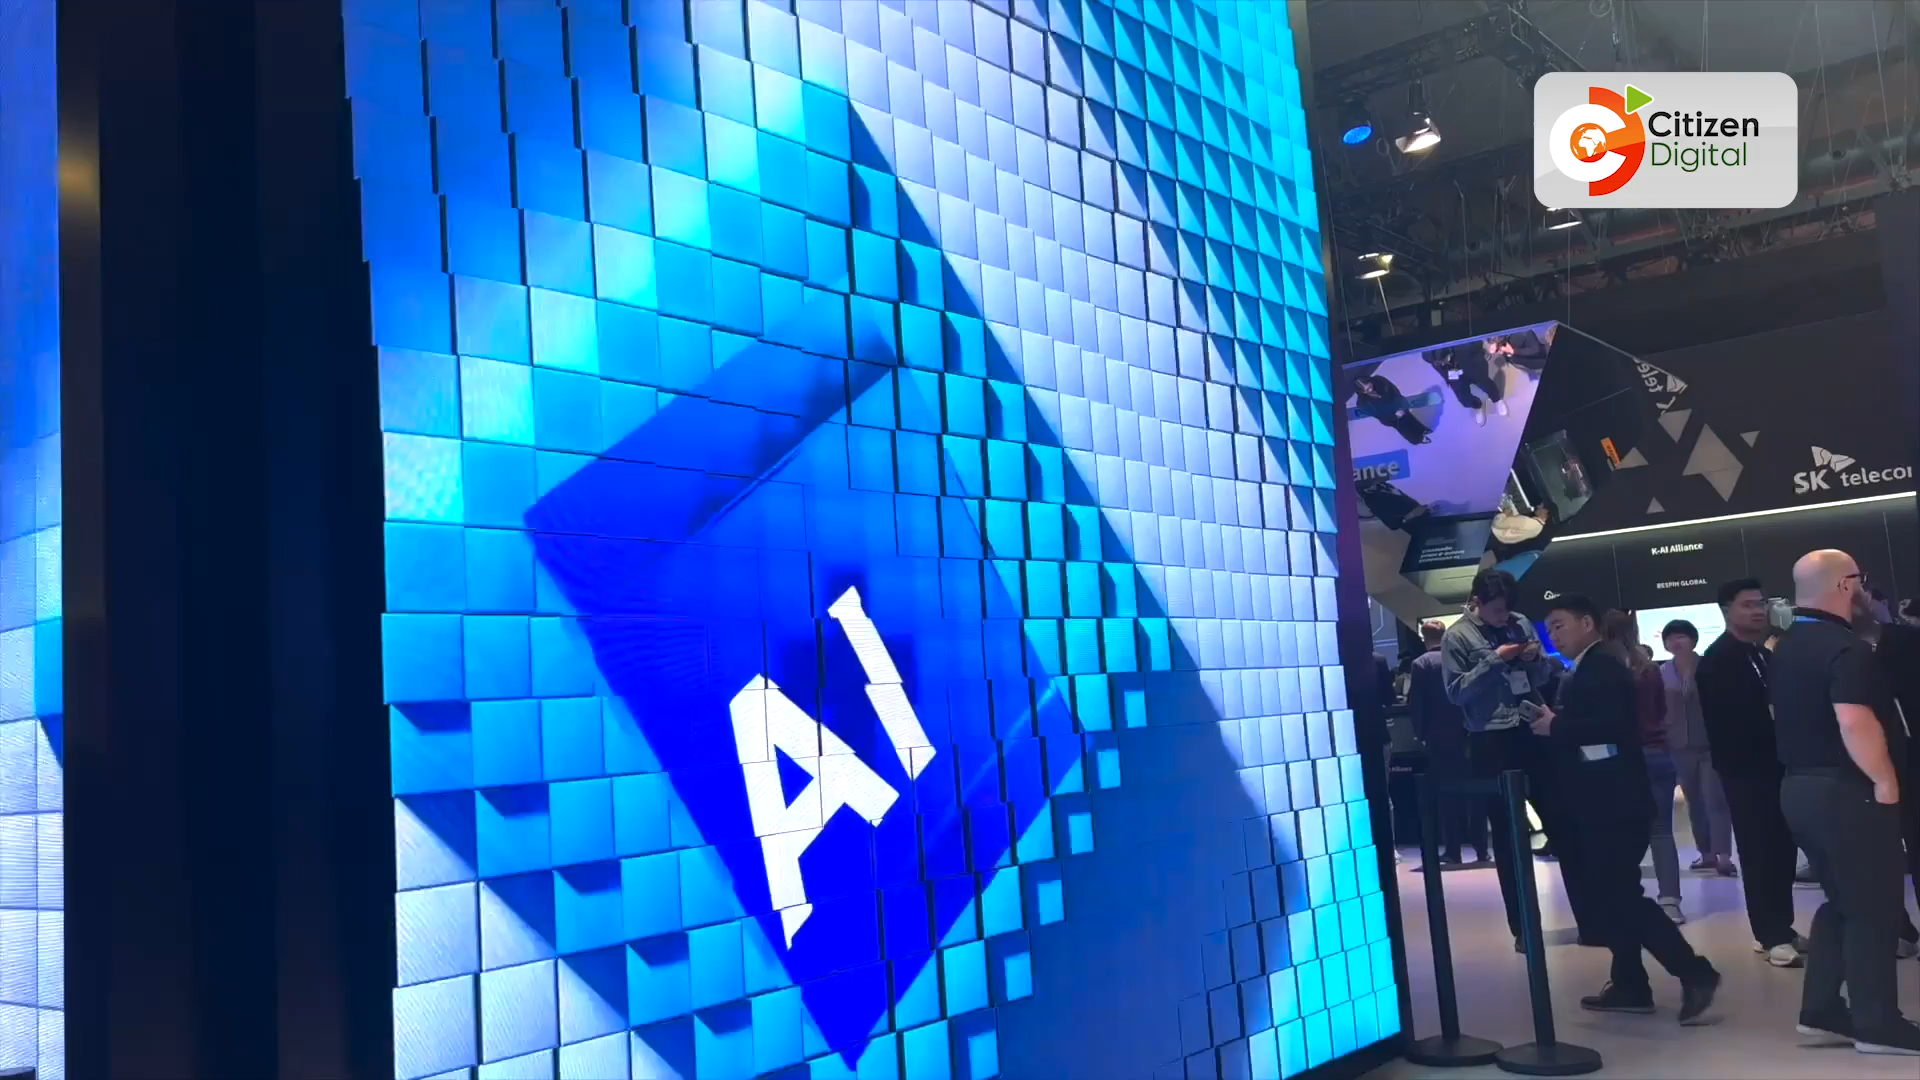 Citizen
Digital
AI
ance
SK telecom
K-AI Alliance
BESPIN GLOBAL